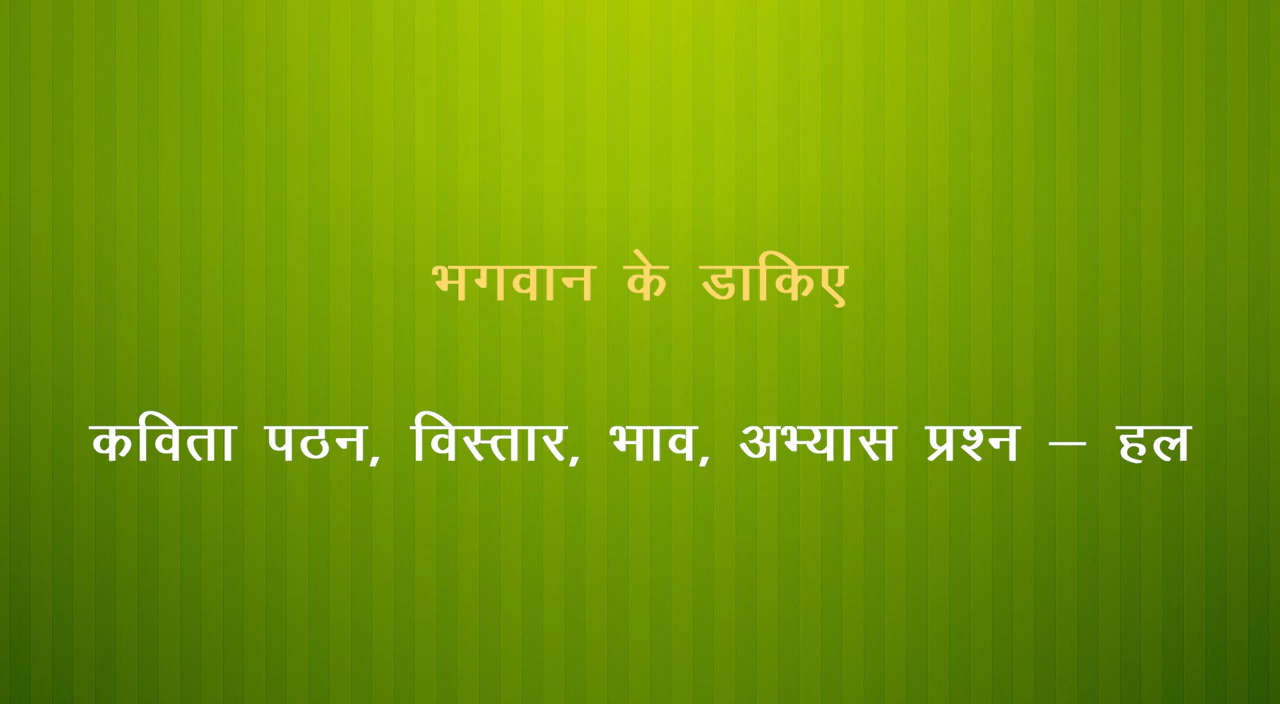 भगवान के डाकिए
कविता पठन, विस्तार, भाव, अभ्यास प्रश्न – हल